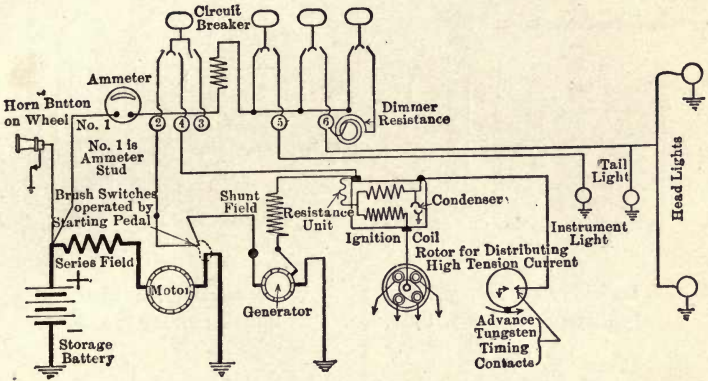 Circuit
Breaker
Ammeter
Horn Button
on Wheel
No. 1
No. 1 is
Ammeter
Stud
2
4
3
5
6
Dimmer
Resistance
Brush Switches
operated by
Starting Pedal
Shunt
Field
Resistance
Unit
Condenser
Tail
Light
Head Lights
Instrument
Light
Ignition Coil
Rotor for Distributing
High Tension Current
Series Field
+
Motor
Generator
−
Storage
Battery
Advance
Tungsten
Timing
Contacts